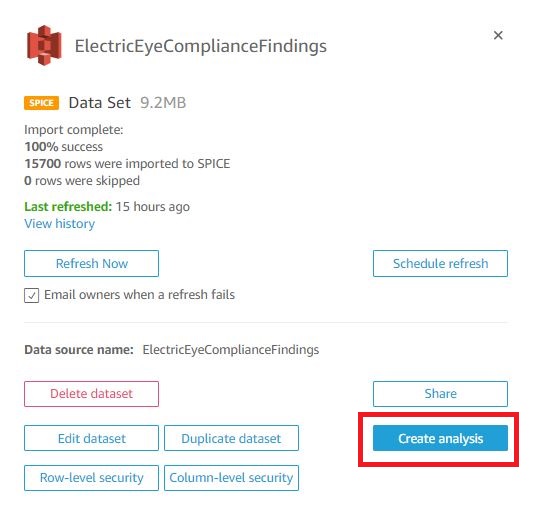 ElectricEyeComplianceFindings
SPICE Data Set 9.2MB
Import complete:
100% success
15700 rows were imported to SPICE
0 rows were skipped
Last refreshed: 15 hours ago
View history
Refresh Now Schedule refresh
Email owners when a refresh fails
Data source name: ElectricEyeComplianceFindings
Delete dataset Share
Edit dataset Duplicate dataset Create analysis
Row-level security Column-level security